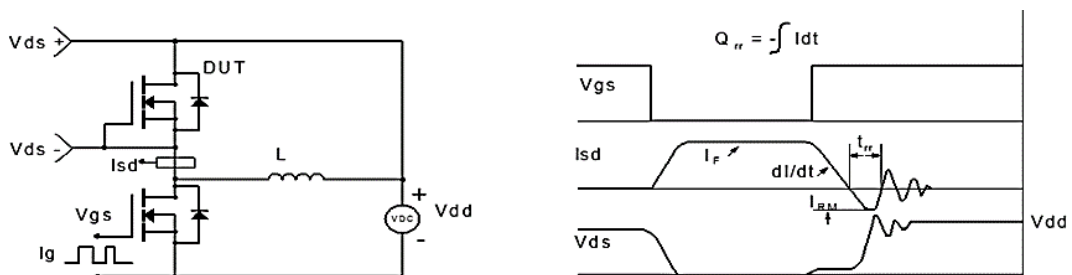 Vds +
DUT
Vds -
Isd
L
Vgs
Ig
+
VDC
-
Vdd
Q rr = -∫ Idt
Vgs
Isd
I F
dI/dt
t rr
I RM
Vds
Vdd